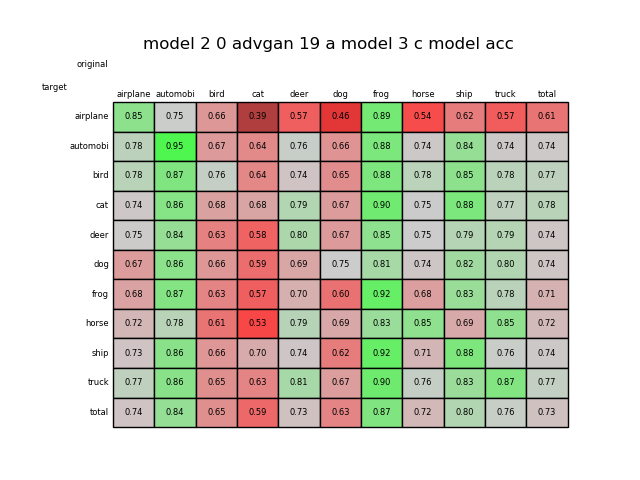 model 2 0 advgan 19 a model 3 c model acc
original
target
airplane automobi bird cat deer dog frog horse ship truck total
airplane 0.85 0.75 0.66 0.39 0.57 0.46 0.89 0.54 0.62 0.57 0.61
automobi 0.78 0.95 0.67 0.64 0.76 0.66 0.88 0.74 0.84 0.74 0.74
bird 0.78 0.87 0.76 0.64 0.74 0.65 0.88 0.78 0.85 0.78 0.77
cat 0.74 0.86 0.68 0.68 0.79 0.67 0.90 0.75 0.88 0.77 0.78
deer 0.75 0.84 0.63 0.58 0.80 0.67 0.85 0.75 0.79 0.79 0.74
dog 0.67 0.86 0.66 0.59 0.69 0.75 0.81 0.74 0.82 0.80 0.74
frog 0.68 0.87 0.63 0.57 0.70 0.60 0.92 0.68 0.83 0.78 0.71
horse 0.72 0.78 0.61 0.53 0.79 0.69 0.83 0.85 0.69 0.85 0.72
ship 0.73 0.86 0.66 0.70 0.74 0.62 0.92 0.71 0.88 0.76 0.74
truck 0.77 0.86 0.65 0.63 0.81 0.67 0.90 0.76 0.83 0.87 0.77
total 0.74 0.84 0.65 0.59 0.73 0.63 0.87 0.72 0.80 0.76 0.73